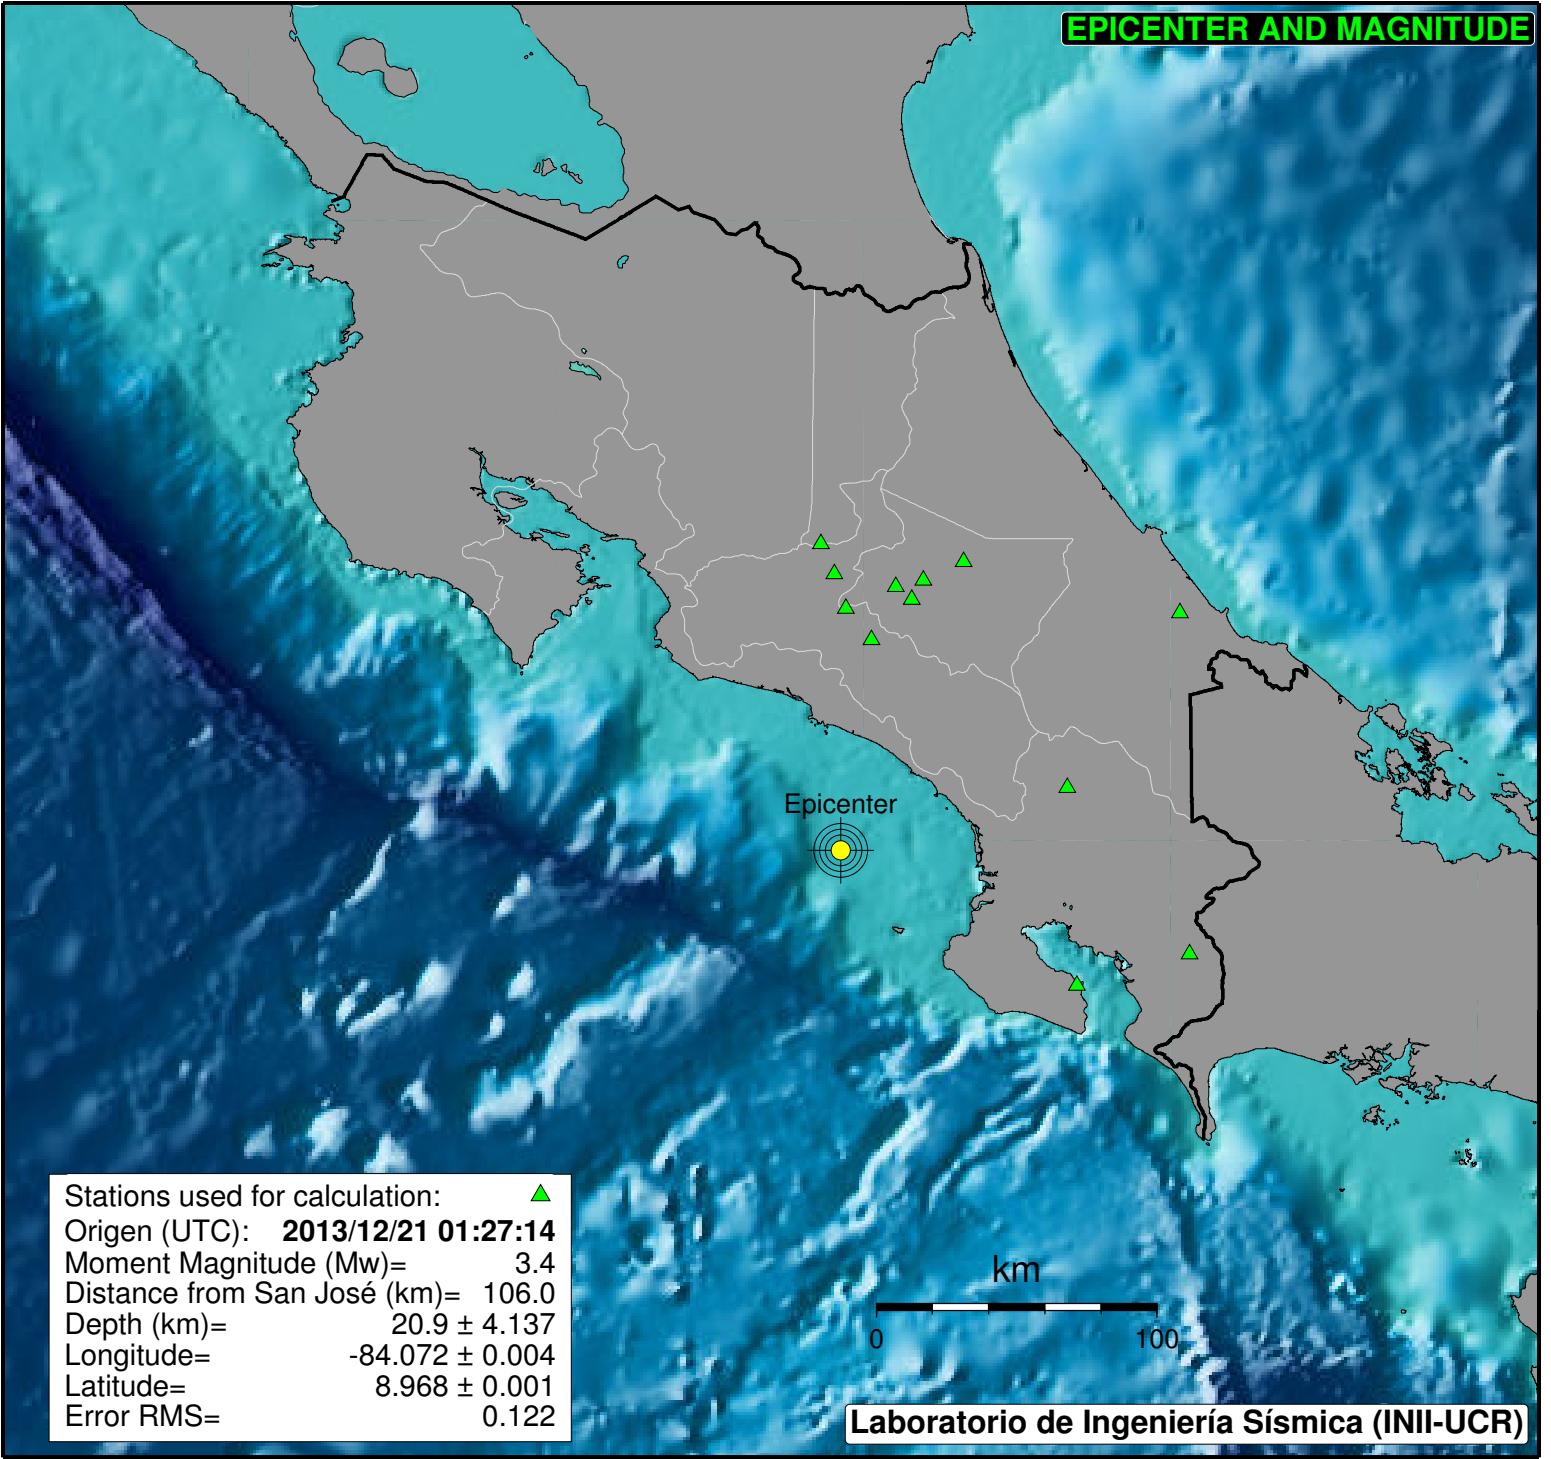 EPICENTER AND MAGNITUDE
Epicenter
Stations used for calculation:
Origen (UTC): 2013/12/21 01:27:14
Moment Magnitude (Mw)= 3.4
Distance from San José (km)= 106.0
Depth (km)= 20.9 ± 4.137
Longitude= -84.072 ± 0.004
Latitude= 8.968 ± 0.001
Error RMS= 0.122
km
0 100
Laboratorio de Ingeniería Sísmica (INII-UCR)